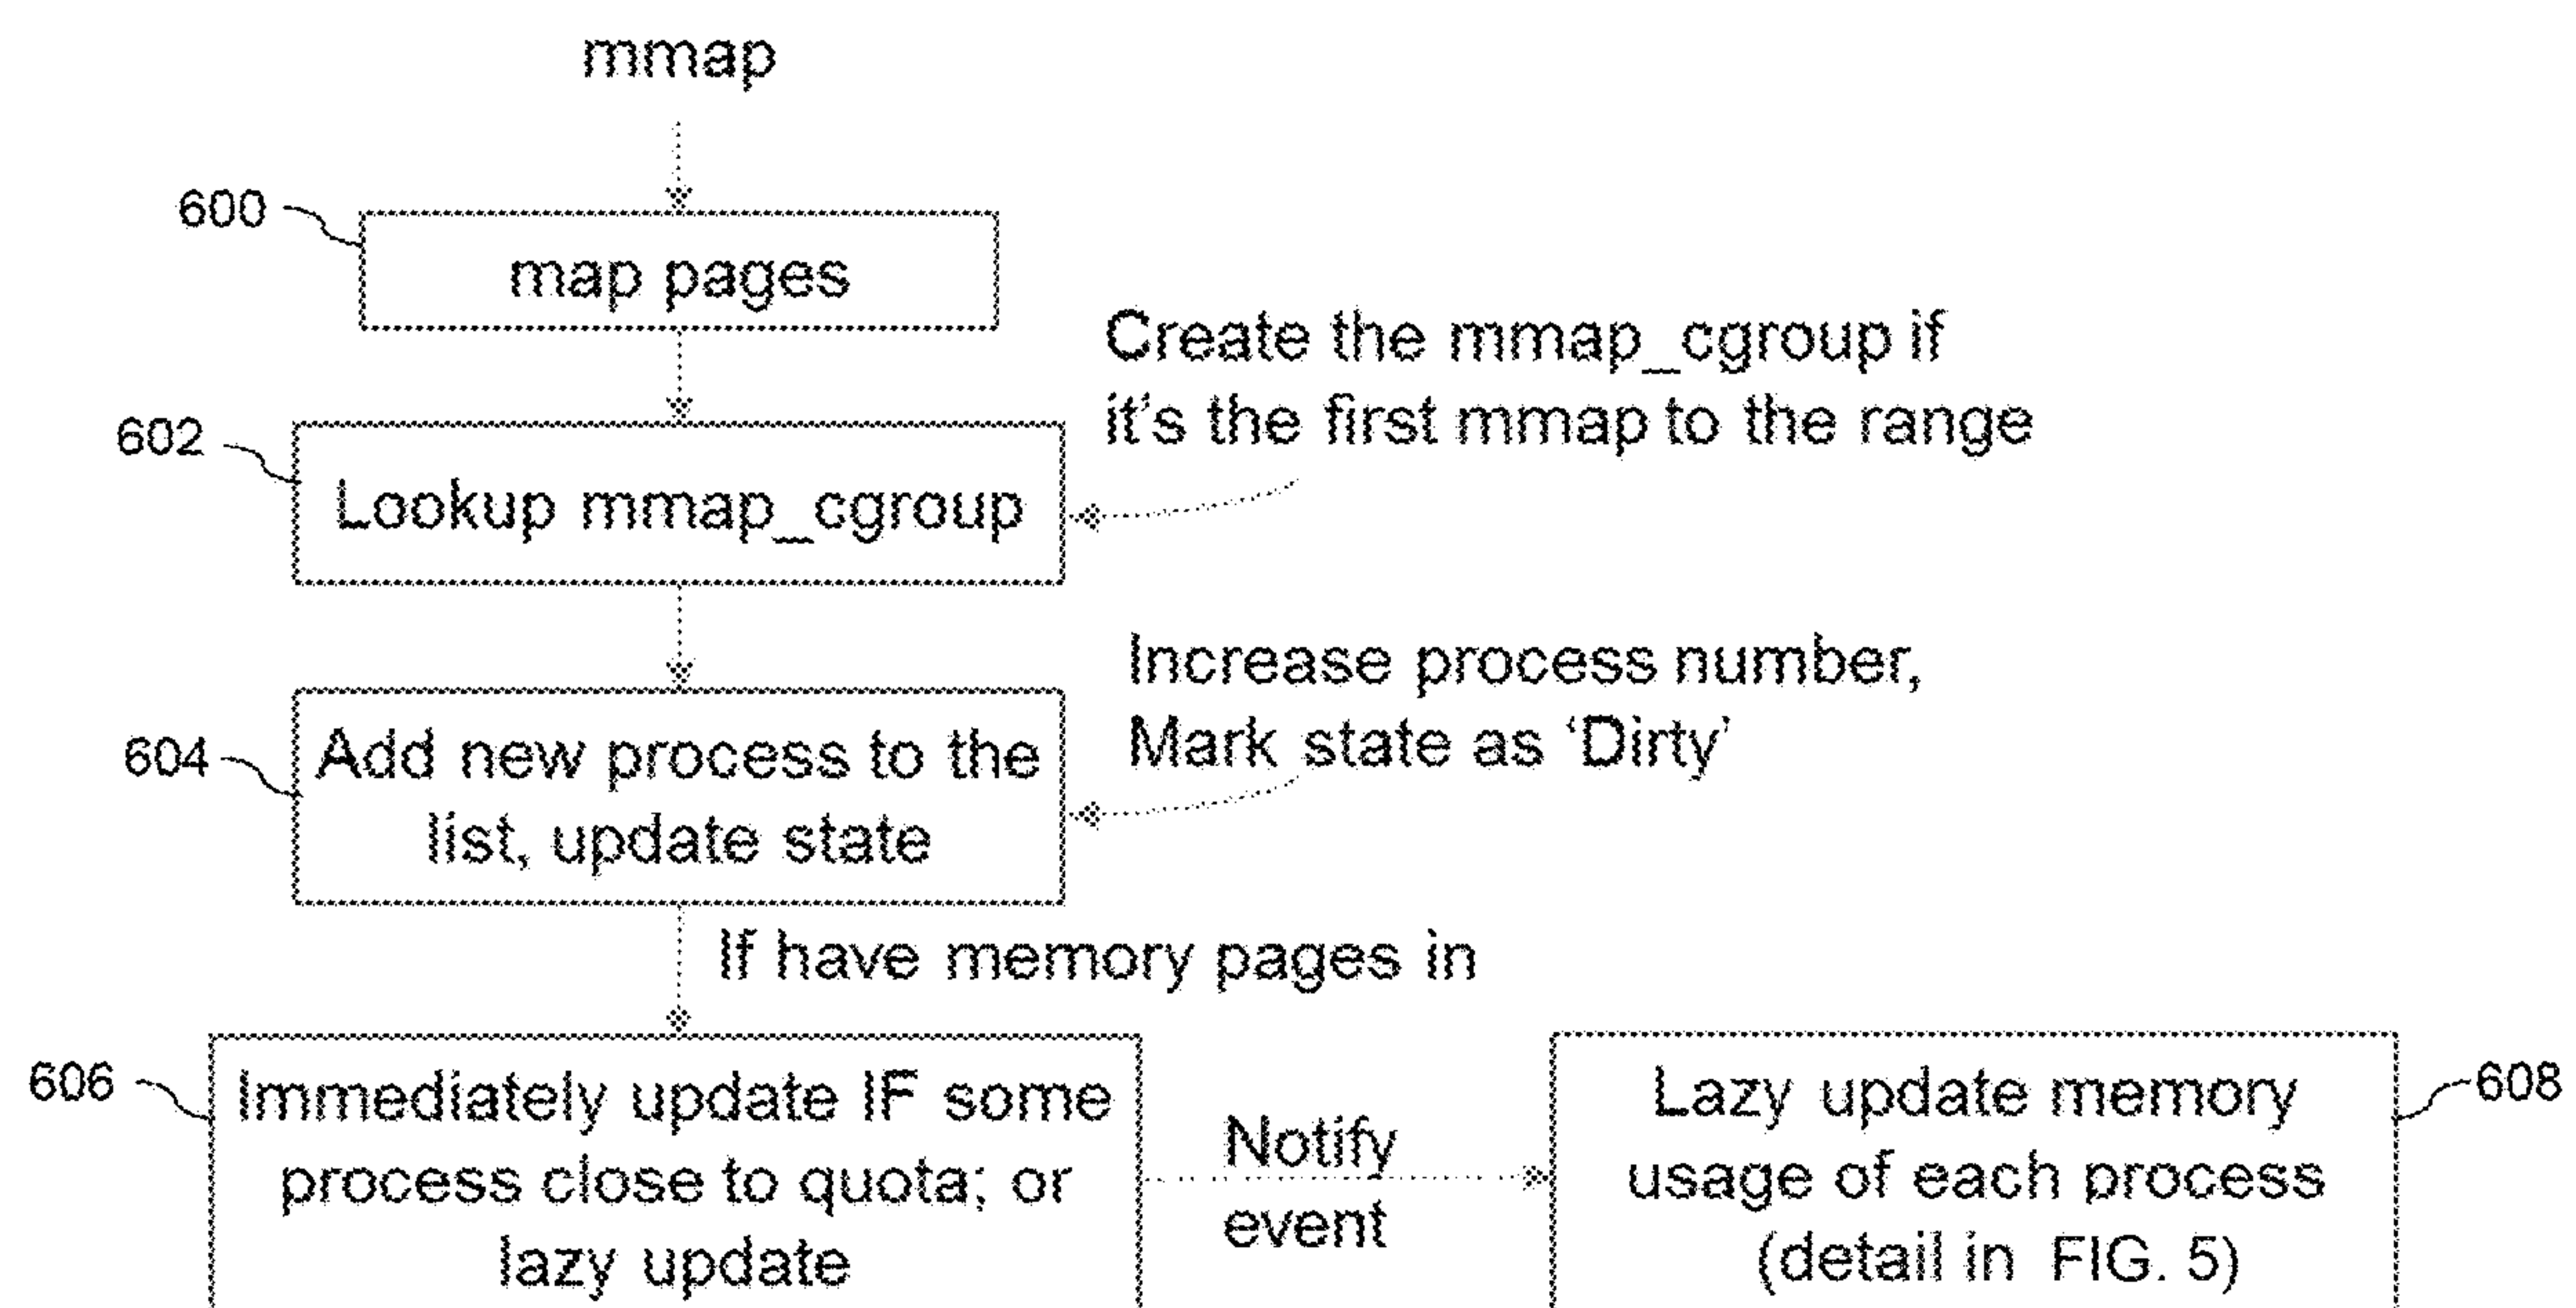 mmap
600
map pages
Create the mmap_cgroup if
it's the first mmap to the range
602
Lookup mmap_cgroup
Increase process number,
Mark state as ‘Dirty’
604
Add new process to the
list, update state
If have memory pages in
606
Immediately update IF some
process close to quota; or
lazy update
Notify
event
608
Lazy update memory
usage of each process
(detail in FIG. 5)